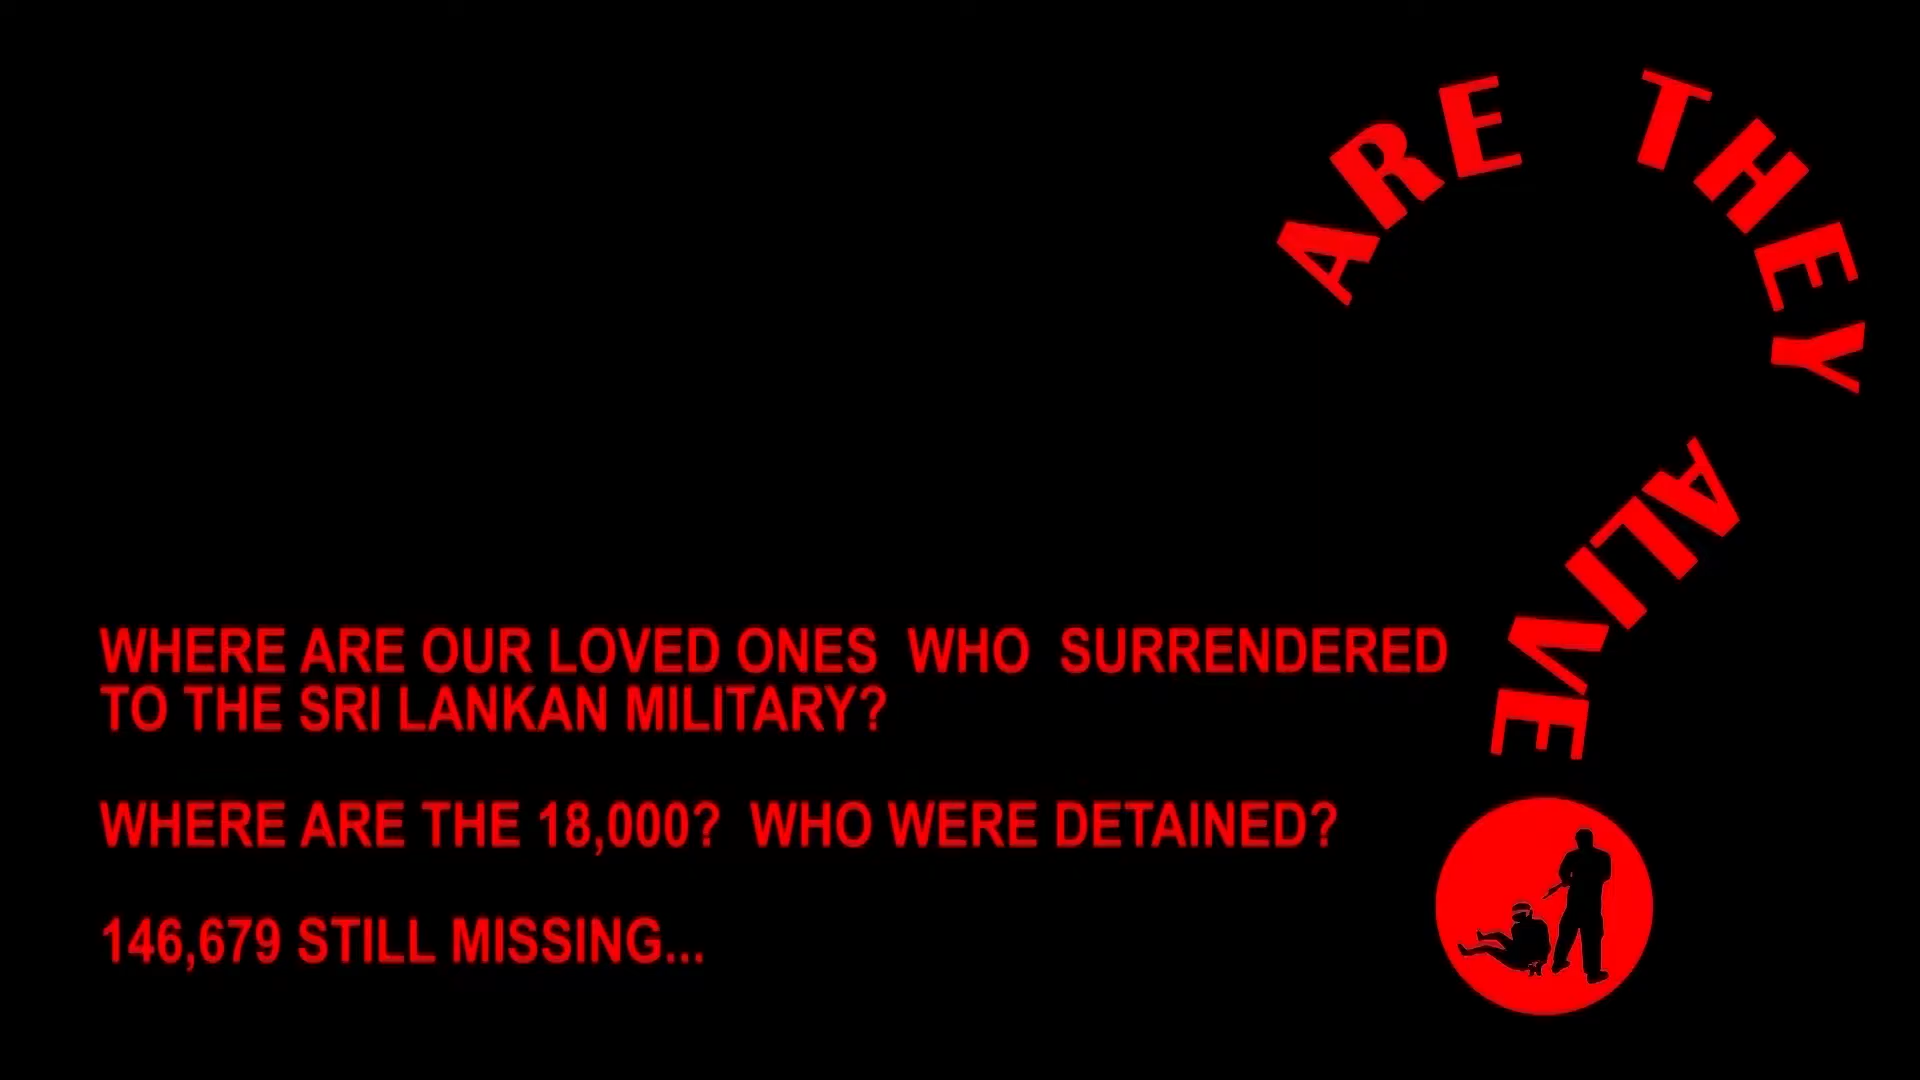 ARE THEY ALIVE
WHERE ARE OUR LOVED ONES WHO SURRENDERED
TO THE SRI LANKAN MILITARY?
WHERE ARE THE 18,000? WHO WERE DETAINED?
146,679 STILL MISSING...